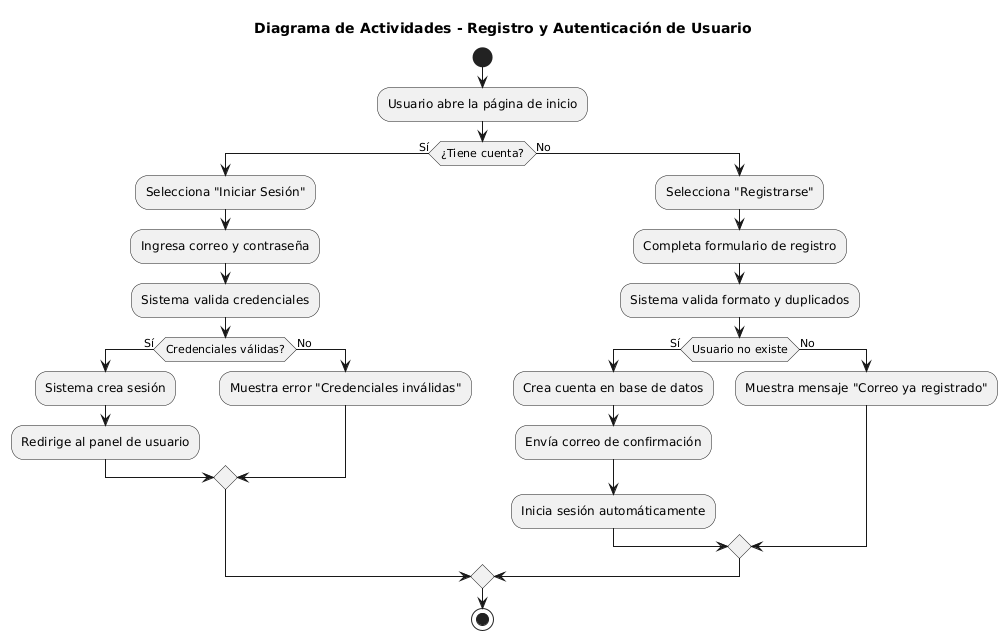 Diagrama de Actividades - Registro y Autenticación de Usuario
Usuario abre la página de inicio
Sí
¿Tiene cuenta?
No
Selecciona "Iniciar Sesión"
Ingresa correo y contraseña
Sistema valida credenciales
Sí
Credenciales válidas?
No
Sistema crea sesión
Redirige al panel de usuario
Muestra error "Credenciales inválidas"
Selecciona "Registrarse"
Completa formulario de registro
Sistema valida formato y duplicados
Sí
Usuario no existe
No
Crea cuenta en base de datos
Envía correo de confirmación
Inicia sesión automáticamente
Muestra mensaje "Correo ya registrado"